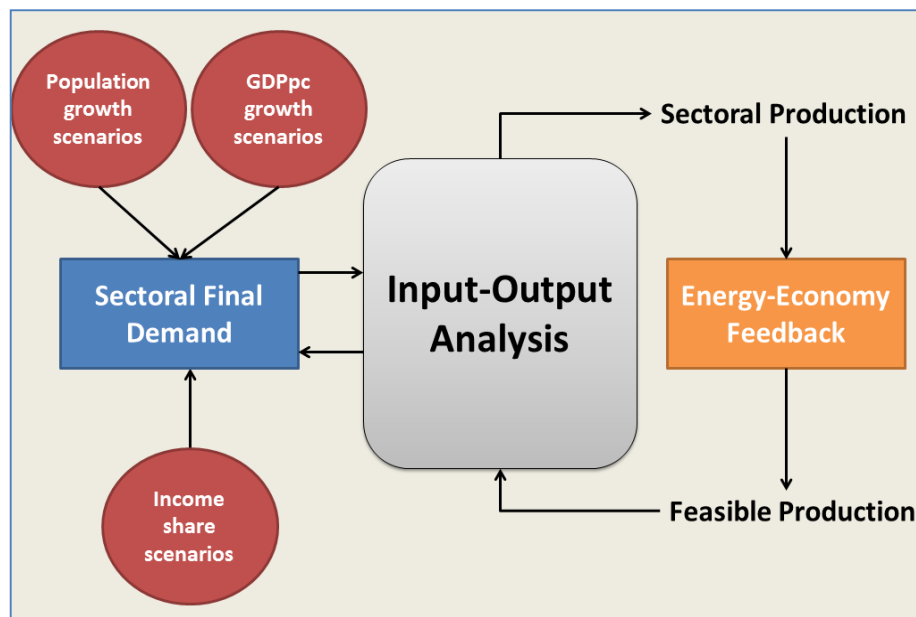 Population
growth
scenarios
GDPpc
growth
scenarios
Sectoral Production
Sectoral Final
Demand
Input-Output
Analysis
Energy-Economy
Feedback
Income
share
scenarios
Feasible Production